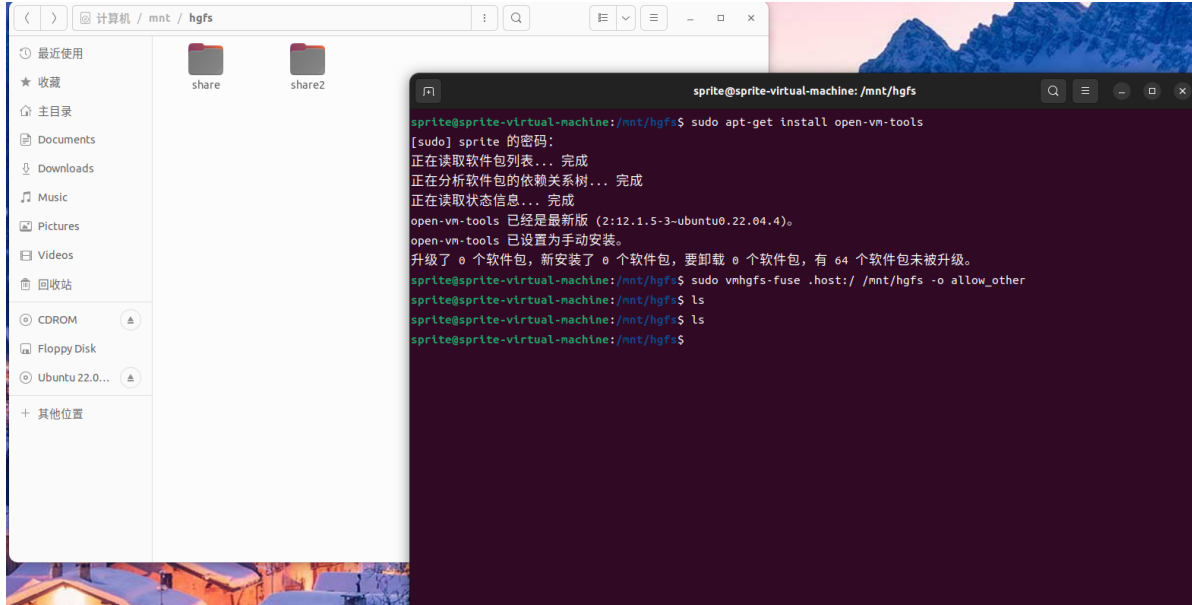 计算机 / mnt / hgfs
最近使用
收藏
主目录
Documents
Downloads
Music
Pictures
Videos
回收站
CDROM
Floppy Disk
Ubuntu 22.0...
其他位置
share
share2
sprite@sprite-virtual-machine: /mnt/hgfs
sprite@sprite-virtual-machine:/mnt/hgfs$ sudo apt-get install open-vm-tools
[sudo] sprite 的密码：
正在读取软件包列表... 完成
正在分析软件包的依赖关系树... 完成
正在读取状态信息... 完成
open-vm-tools 已经是最新版 (2:12.1.5-3~ubuntu0.22.04.4)。
open-vm-tools 已设置为手动安装。
升级了 0 个软件包，新安装了 0 个软件包，要卸载 0 个软件包，有 64 个软件包未被升级。
sprite@sprite-virtual-machine:/mnt/hgfs$ sudo vmhgfs-fuse .host:/ /mnt/hgfs -o allow_other
sprite@sprite-virtual-machine:/mnt/hgfs$ ls
sprite@sprite-virtual-machine:/mnt/hgfs$ ls
sprite@sprite-virtual-machine:/mnt/hgfs$